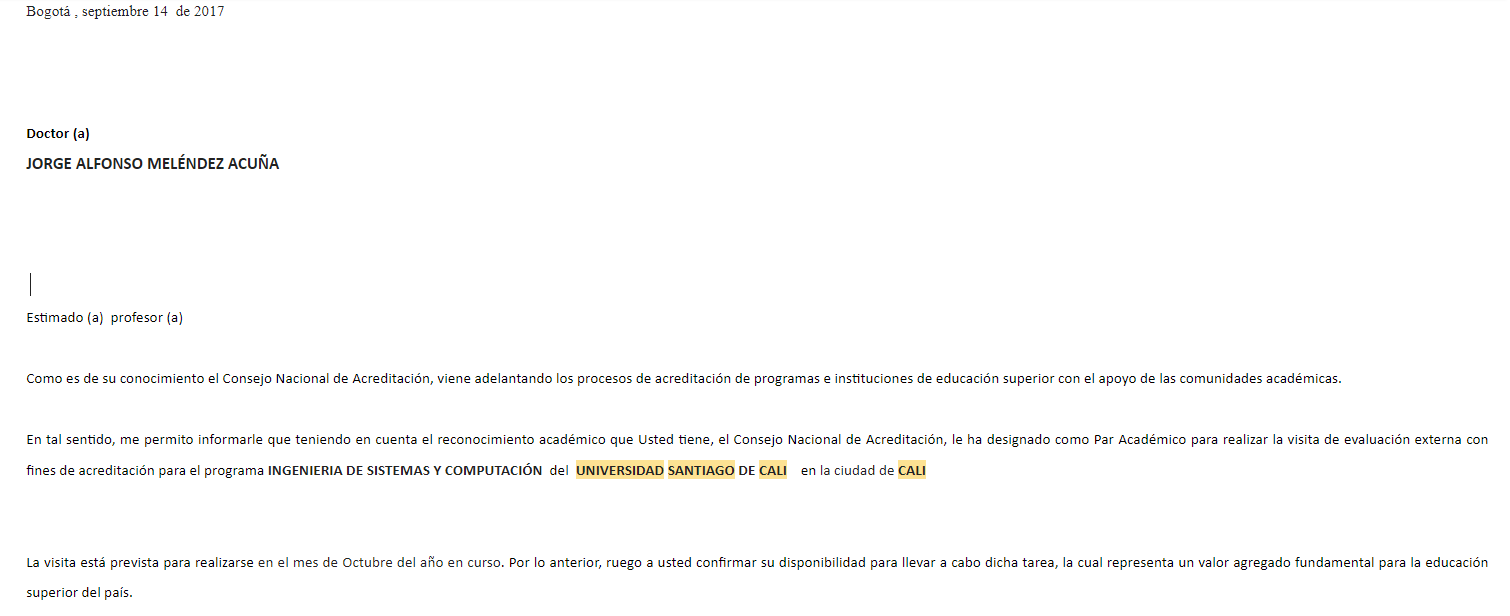 Bogotá , septiembre 14 de 2017
Doctor (a)
JORGE ALFONSO MELÉNDEZ ACUÑA
Estimado (a) profesor (a)
Como es de su conocimiento el Consejo Nacional de Acreditación, viene adelantando los procesos de acreditación de programas e instituciones de educación superior con el apoyo de las comunidades académicas.
En tal sentido, me permito informarle que teniendo en cuenta el reconocimiento académico que Usted tiene, el Consejo Nacional de Acreditación, le ha designado como Par Académico para realizar la visita de evaluación externa con
fines de acreditación para el programa INGENIERIA DE SISTEMAS Y COMPUTACIÓN del UNIVERSIDAD SANTIAGO DE CALI en la ciudad de CALI
La visita está prevista para realizarse en el mes de Octubre del año en curso. Por lo anterior, ruego a usted confirmar su disponibilidad para llevar a cabo dicha tarea, la cual representa un valor agregado fundamental para la educación
superior del país.